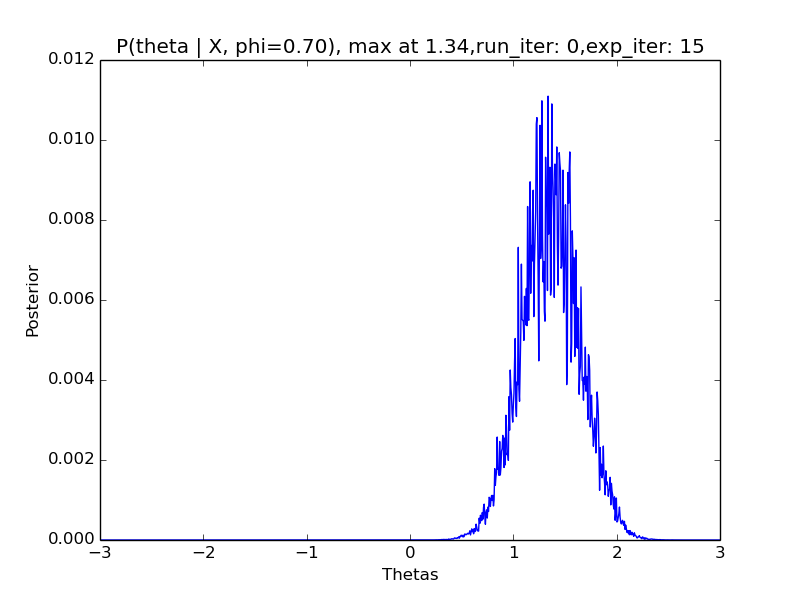 P(theta | X, phi=0.70), max at 1.34,run_iter: 0,exp_iter: 15
0.012
0.010
0.008
0.006
0.004
0.002
0.000
Posterior
−3 −2 −1 0 1 2 3
Thetas